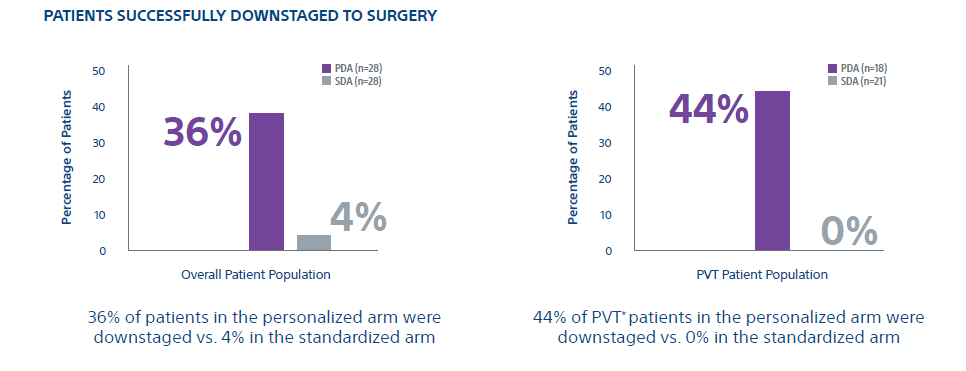 PATIENTS SUCCESSFULLY DOWNSTAGED TO SURGERY
Percentage of Patients
50
40
30
20
10
0
PDA (n=28)
SDA (n=28)
36%
4%
Overall Patient Population
36% of patients in the personalized arm were
downstaged vs. 4% in the standardized arm
Percentage of Patients
50
40
30
20
10
0
PDA (n=18)
SDA (n=21)
44%
0%
PVT Patient Population
44% of PVT* patients in the personalized arm were
downstaged vs. 0% in the standardized arm